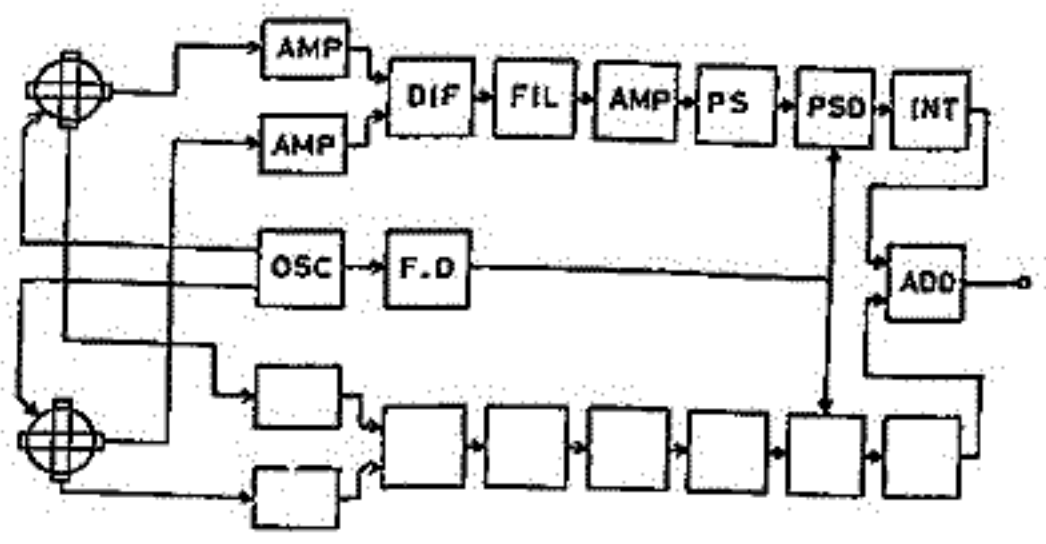 AMP
DIF
FIL
AMP
PS
PSD
INT
AMP
OSC
F.D
ADD